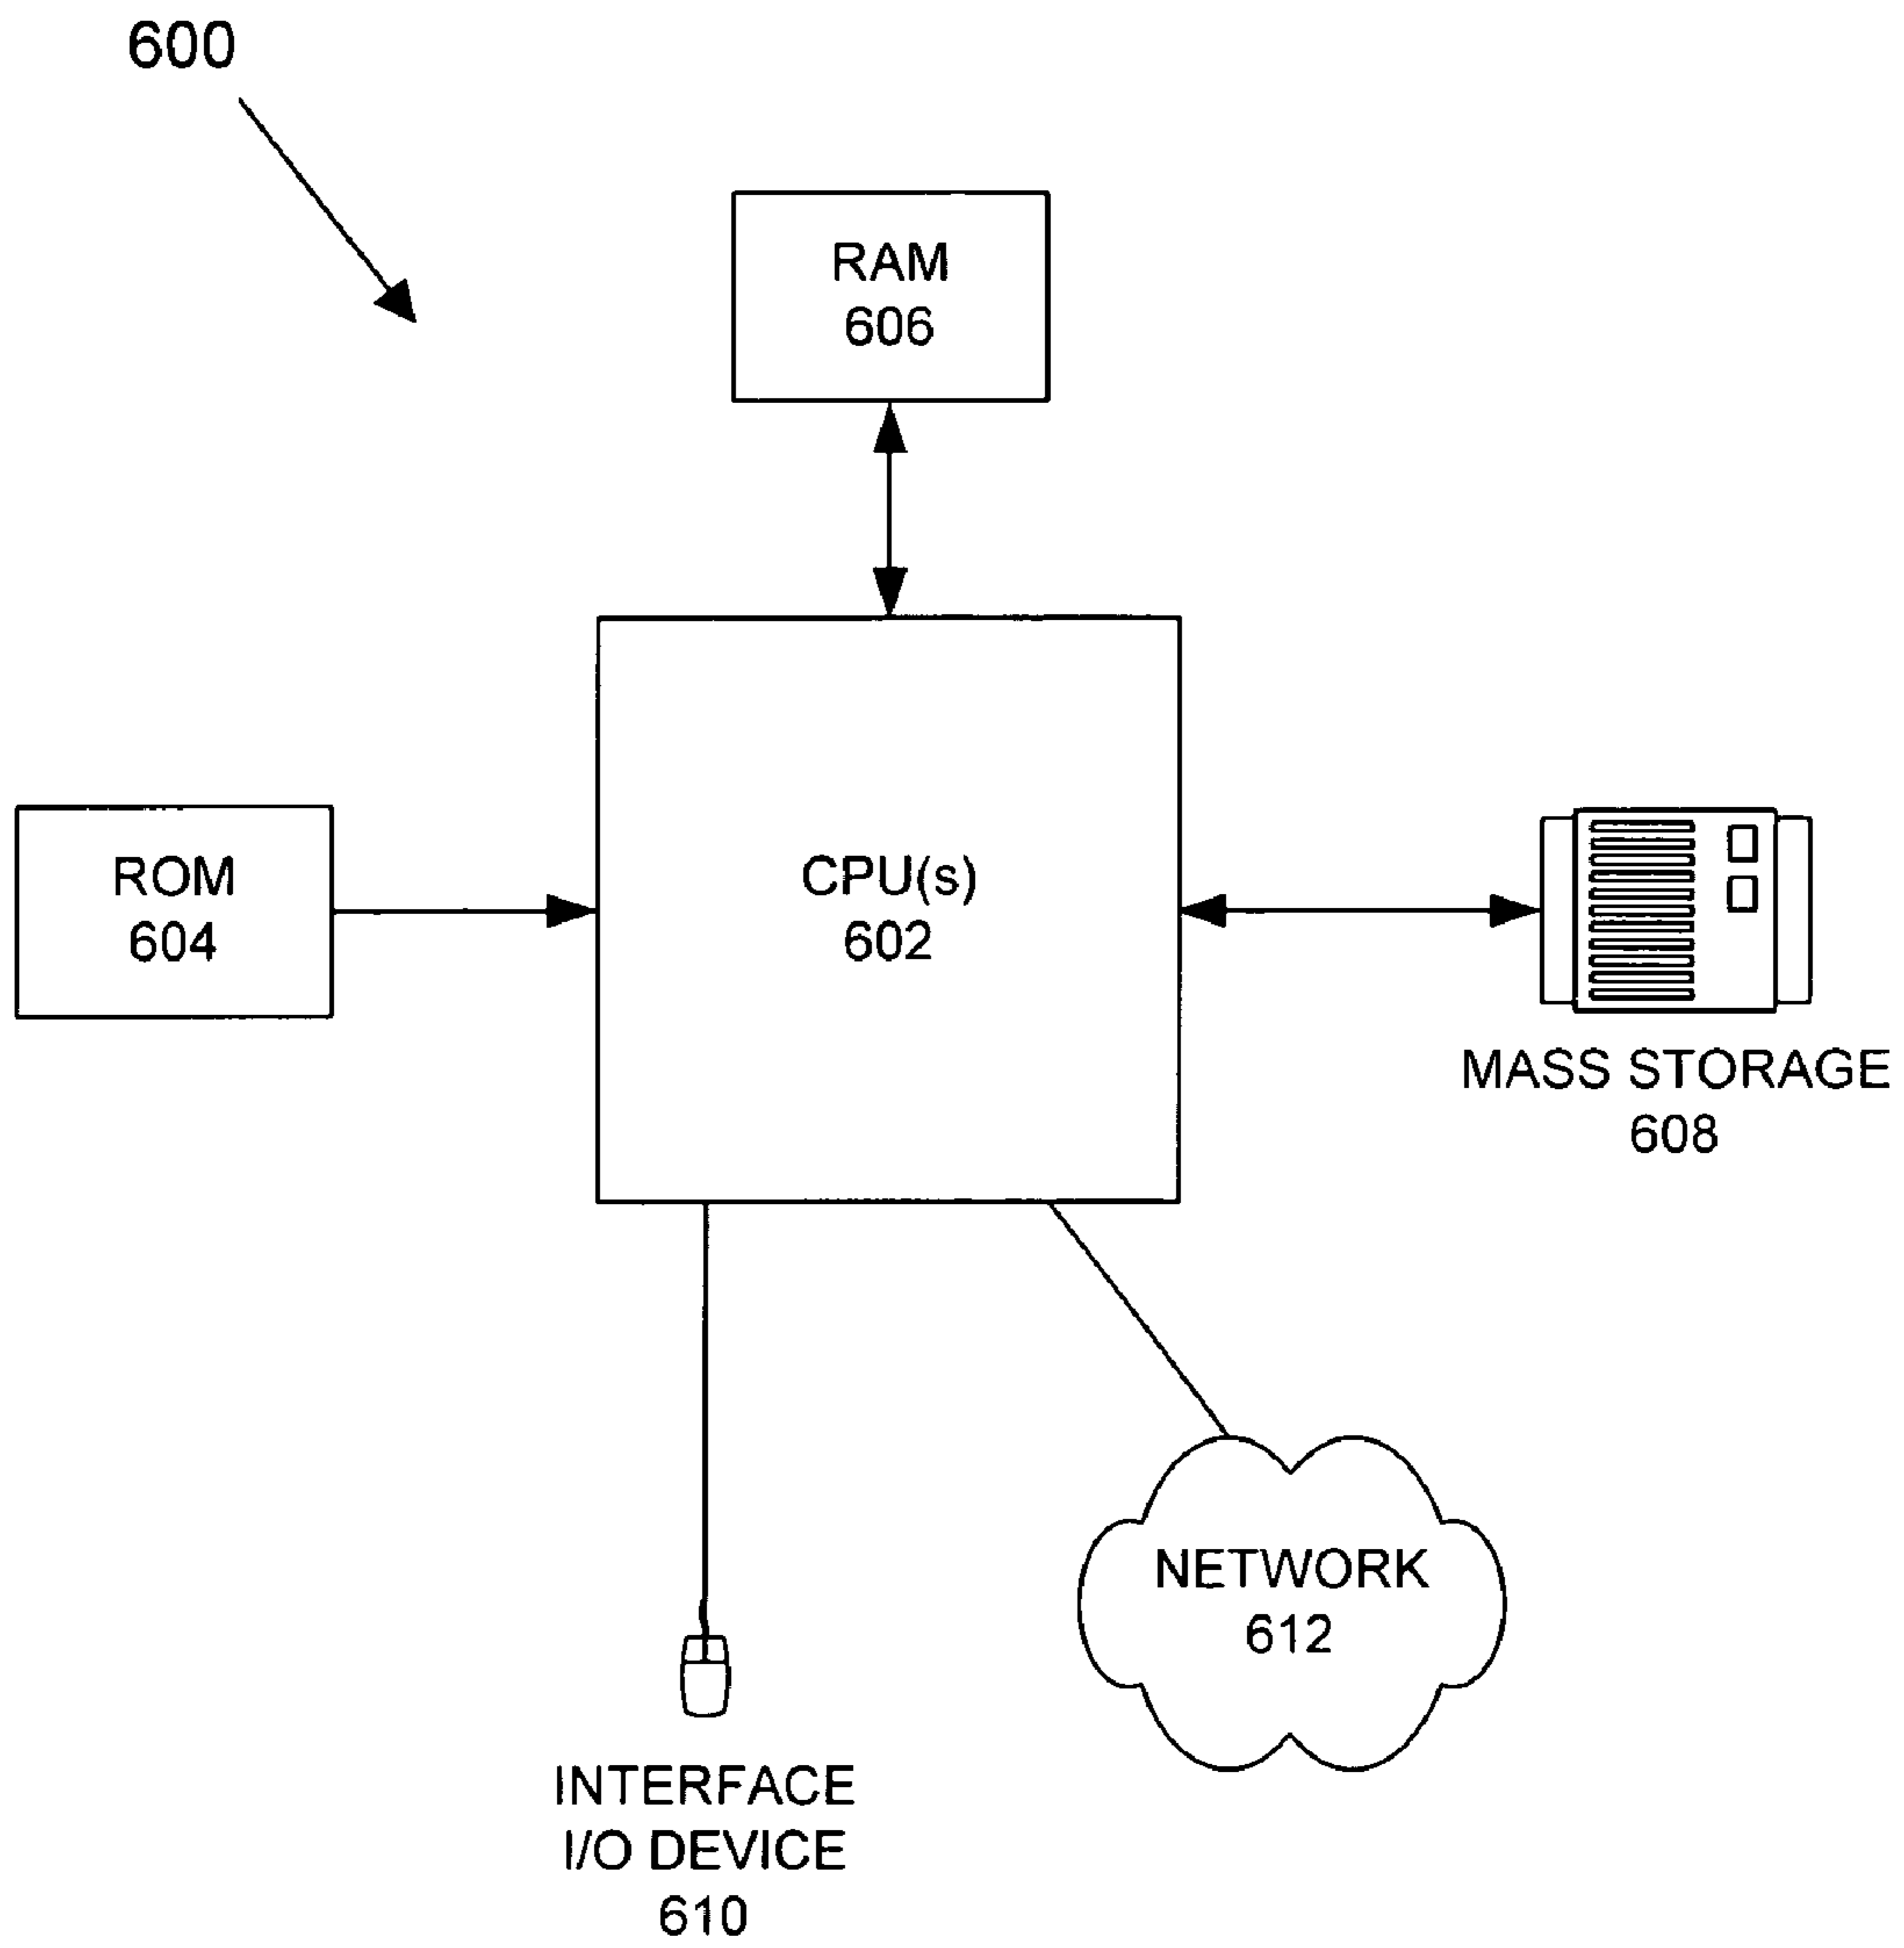 600
RAM
606
ROM
604
CPU(s)
602
MASS STORAGE
608
NETWORK
612
INTERFACE
I/O DEVICE
610